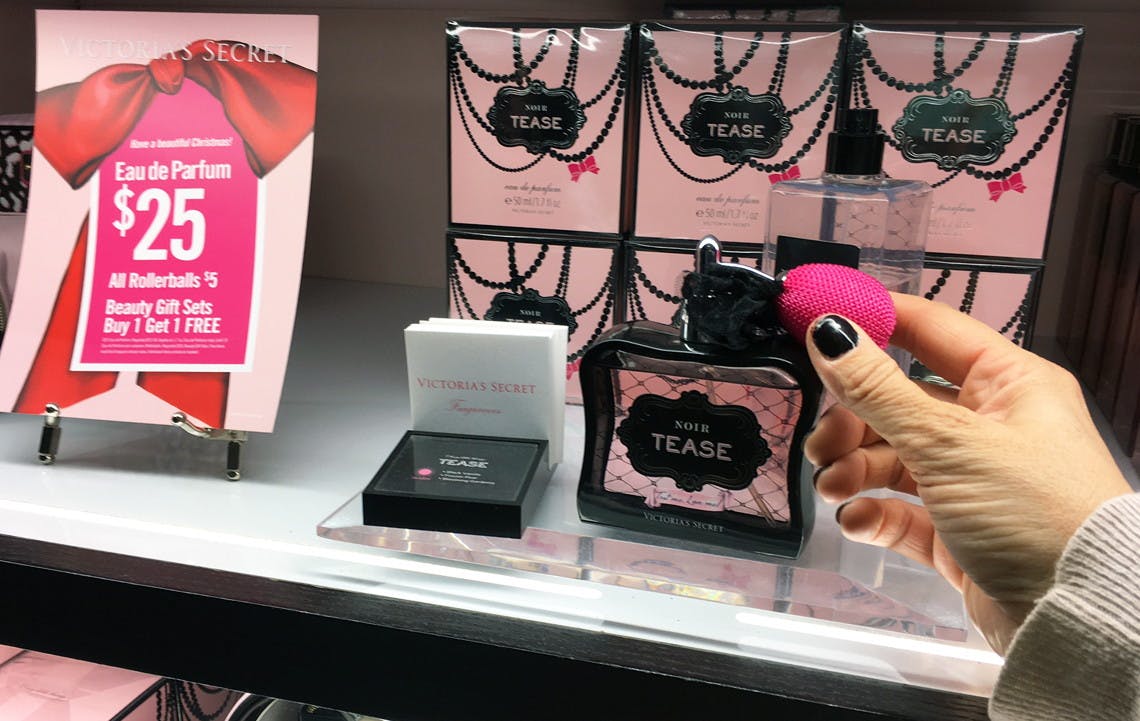 VICTORIA'S SECRET
Have a beautiful Christmas!
Eau de Parfum
$25
All Rollerballs $5
Beauty Gift Sets
Buy 1 Get 1 FREE
NOIR
TEASE
eau de parfum
e 50 ml/1.7 fl oz
VICTORIA'S SECRET
NOIR
TEASE
eau de parfum
e 50 ml/1.7 fl oz
NOIR
TEASE
eau de parfum
NOIR
VICTORIA'S SECRET
Fragrances
TEASE
NOIR
TEASE
VICTORIA'S SECRET